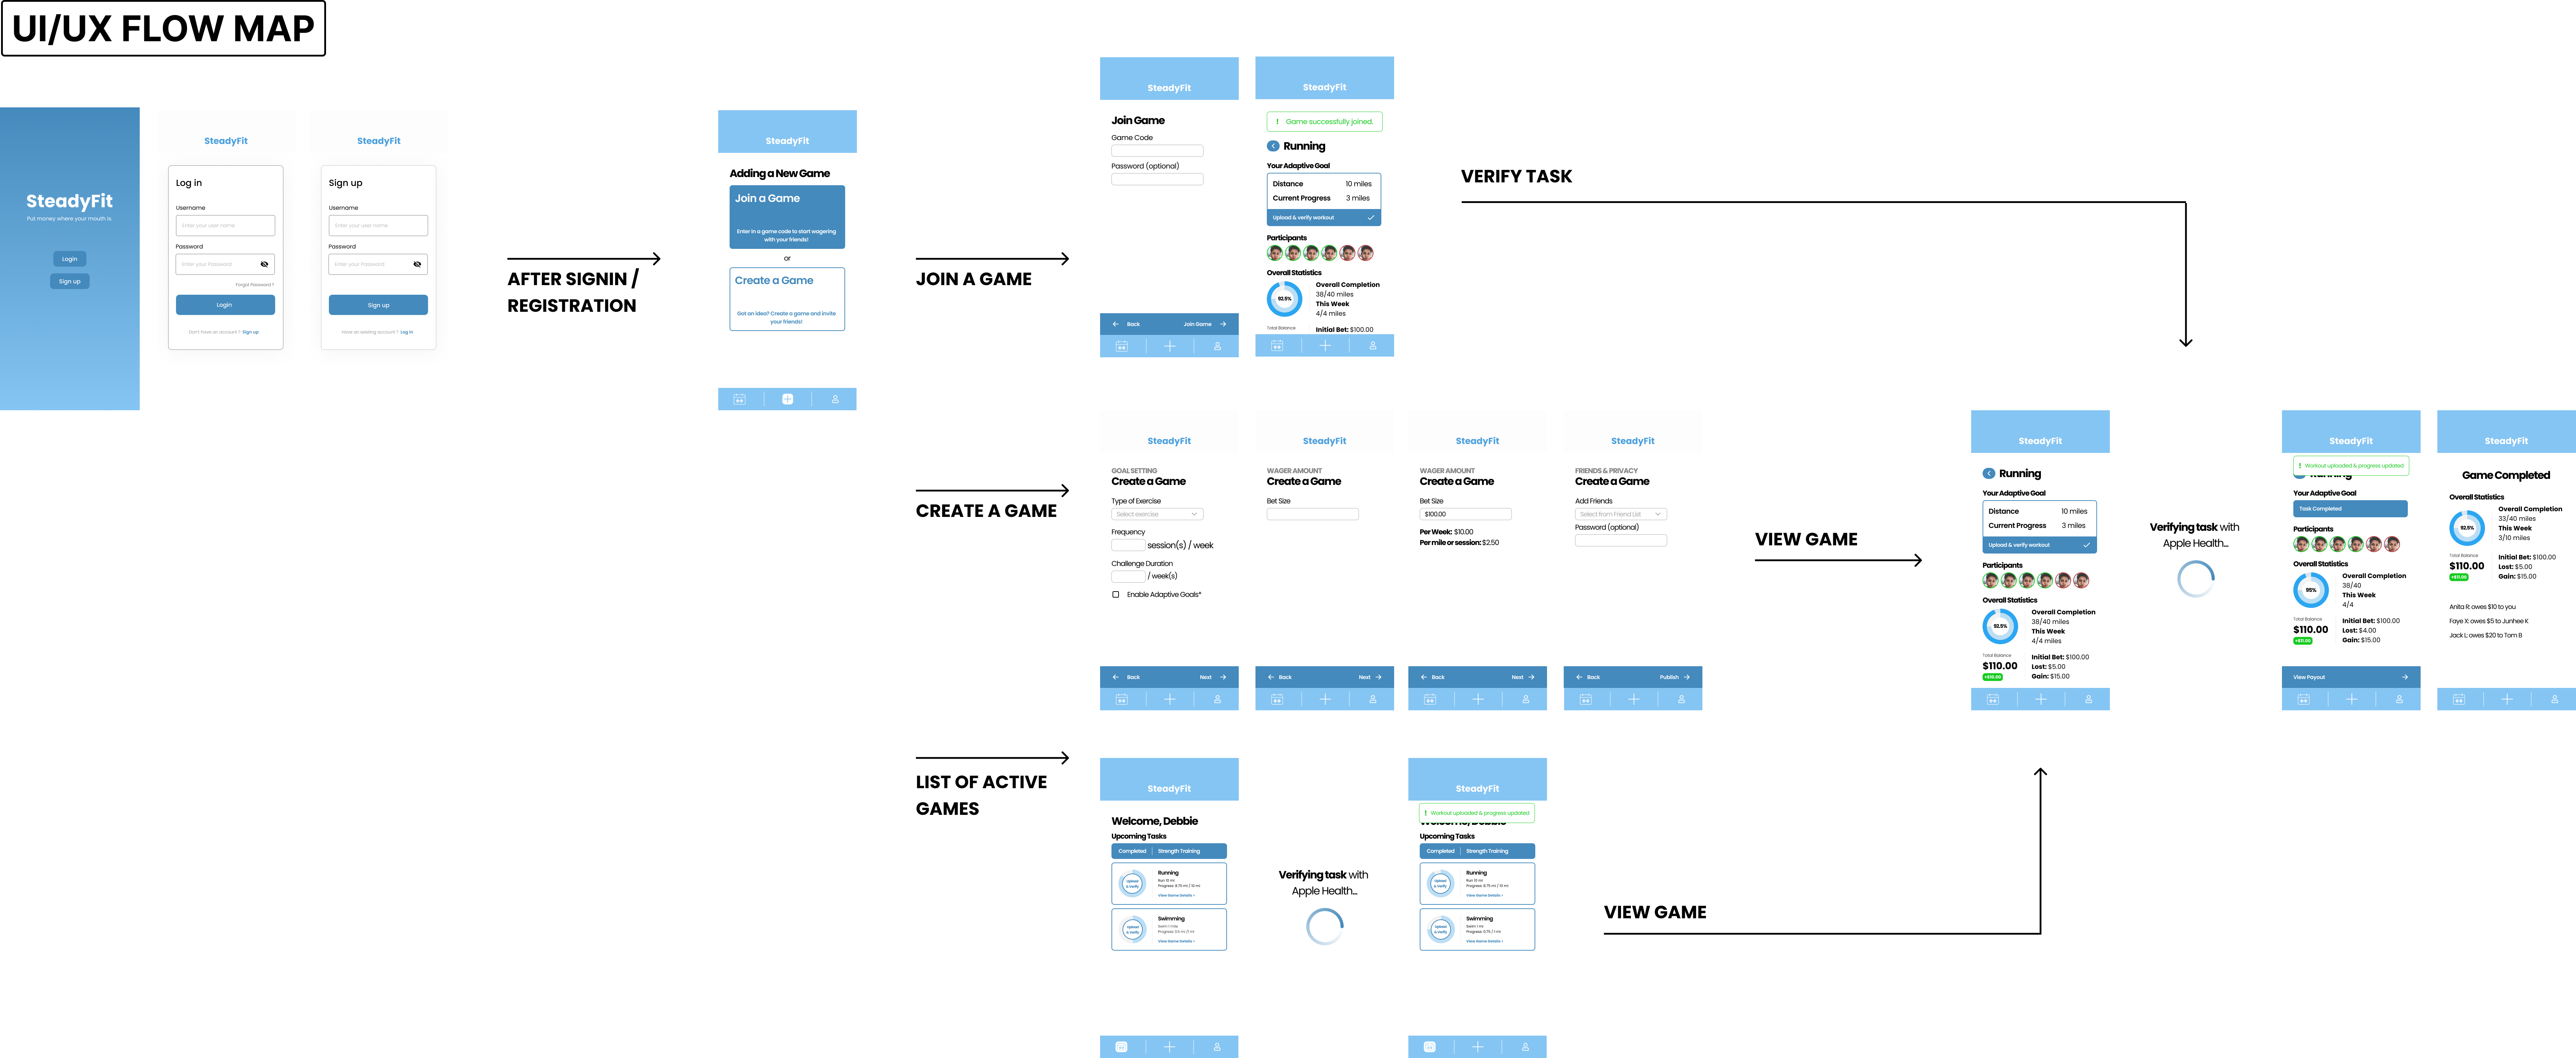 UI/UX FLOW MAP
SteadyFit
Put money where your mouth is.
Login
Sign up
SteadyFit
Log in
Username
Enter your user name
Password
Enter your Password
Forgot Password ?
Login
Don't have an account ? Sign up
SteadyFit
Sign up
Username
Enter your user name
Password
Enter your Password
Sign up
Have an existing account ? Log in
AFTER SIGNIN /
REGISTRATION
SteadyFit
Adding a New Game
Join a Game
Enter in a game code to start wagering
with your friends!
or
Create a Game
Got an idea? Create a game and invite
your friends!
JOIN A GAME
SteadyFit
Join Game
Game Code
Password (optional)
Back
Join Game
SteadyFit
! Game successfully joined.
Running
Your Adaptive Goal
Distance 10 miles
Current Progress 3 miles
Upload & verify workout
Participants
Overall Statistics
92.5%
Overall Completion
38/40 miles
This Week
4/4 miles
Total Balance
Initial Bet: $100.00
VERIFY TASK
CREATE A GAME
SteadyFit
GOAL SETTING
Create a Game
Type of Exercise
Select exercise
Frequency
session(s) / week
Challenge Duration
/ week(s)
Enable Adaptive Goals*
Back
Next
SteadyFit
WAGER AMOUNT
Create a Game
Bet Size
Back
Next
SteadyFit
WAGER AMOUNT
Create a Game
Bet Size
$100.00
Per Week: $10.00
Per mile or session: $2.50
Back
Next
SteadyFit
FRIENDS & PRIVACY
Create a Game
Add Friends
Select from Friend List
Password (optional)
Back
Publish
VIEW GAME
SteadyFit
Running
Your Adaptive Goal
Distance 10 miles
Current Progress 3 miles
Upload & verify workout
Participants
Overall Statistics
92.5%
Overall Completion
38/40 miles
This Week
4/4 miles
Total Balance
$110.00
+$10.00
Initial Bet: $100.00
Lost: $5.00
Gain: $15.00
Verifying task with
Apple Health...
SteadyFit
! Workout uploaded & progress updated
Running
Your Adaptive Goal
Task Completed
Participants
Overall Statistics
95%
Overall Completion
38/40
This Week
4/4
Total Balance
$110.00
+$11.00
Initial Bet: $100.00
Lost: $4.00
Gain: $15.00
View Payout
SteadyFit
Game Completed
Overall Statistics
92.5%
Overall Completion
33/40 miles
This Week
3/10 miles
Total Balance
$110.00
+$11.00
Initial Bet: $100.00
Lost: $5.00
Gain: $15.00
Anita R: owes $10 to you
Faye X: owes $5 to Junhee K
Jack L: owes $20 to Tom B
LIST OF ACTIVE
GAMES
SteadyFit
Welcome, Debbie
Upcoming Tasks
Completed Strength Training
Upload
& Verify
Running
Run 10 mi
Progress: 8.75 mi / 10 mi
View Game Details >
Upload
& Verify
Swimming
Swim 1 mile
Progress: 0.5 mi / 1 mi
View Game Details >
Verifying task with
Apple Health...
SteadyFit
! Workout uploaded & progress updated
Welcome, Debbie
Upcoming Tasks
Completed Strength Training
Upload
& Verify
Running
Run 10 mi
Progress: 8.75 mi / 10 mi
View Game Details >
Upload
& Verify
Swimming
Swim 1 mi
Progress: 0.75 / 1 mi
View Game Details >
VIEW GAME